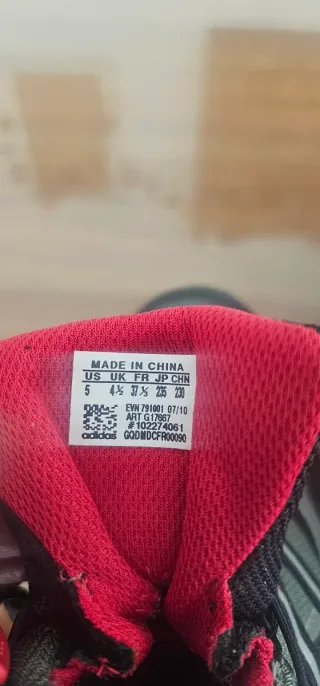 MADE IN CHINA
US UK FR JP CHN
5 4½ 37⅓ 235 230
EVN 791001 07/10
ART G17667
#102274061
adidas GQDMDCFR00090